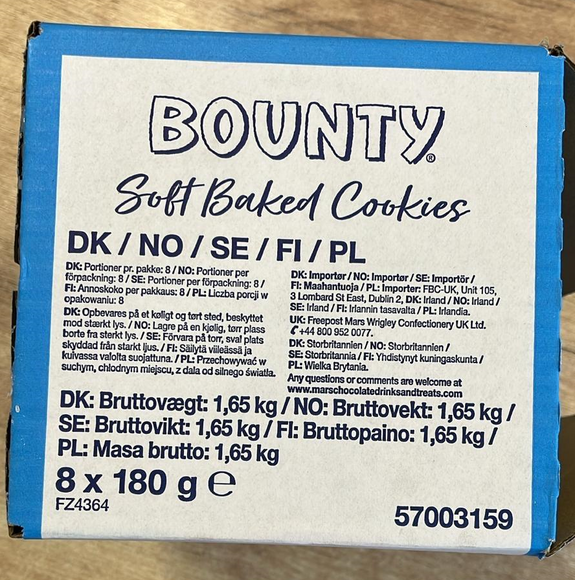 BOUNTY®
Soft Baked Cookies
DK / NO / SE / FI / PL
DK: Portioner pr. pakke: 8 / NO: Portioner per
förpackning: 8 / SE: Portioner per förpackning: 8 /
FI: Annoskoko per pakkaus: 8 / PL: Liczba porcji w
opakowaniu: 8
DK: Opbevares på et køligt og tørt sted, beskyttet
mod stærkt lys. / NO: Lagre på en kjølig, tørr plass
borte fra sterkt lys. / SE: Förvara på torr, sval plats
skyddad från starkt ljus. / FI: Säilytä viileässä ja
kuivassa valolta suojattuna. / PL: Przechowywać w
suchym, chłodnym miejscu, z dala od silnego światła.
DK: Importør / NO: Importør / SE: Importör /
FI: Maahantuoja / PL: Importer: FBC-UK, Unit 105,
3 Lombard St East, Dublin 2, DK: Irland / NO: Irland /
SE: Irland / FI: Irlannin tasavalta / PL: Irlandia.
UK: Freepost Mars Wrigley Confectionery UK Ltd.
✆ +44 800 952 0077.
DK: Storbritannien / NO: Storbritannien /
SE: Storbritannia / FI: Yhdistynyt kuningaskunta /
PL: Wielka Brytania.
Any questions or comments are welcome at
www.marschocolatedrinksandtreats.com
DK: Bruttovægt: 1,65 kg / NO: Bruttovekt: 1,65 kg /
SE: Bruttovikt: 1,65 kg / FI: Bruttopaino: 1,65 kg /
PL: Masa brutto: 1,65 kg
8 x 180 g ℮
FZ4364
57003159